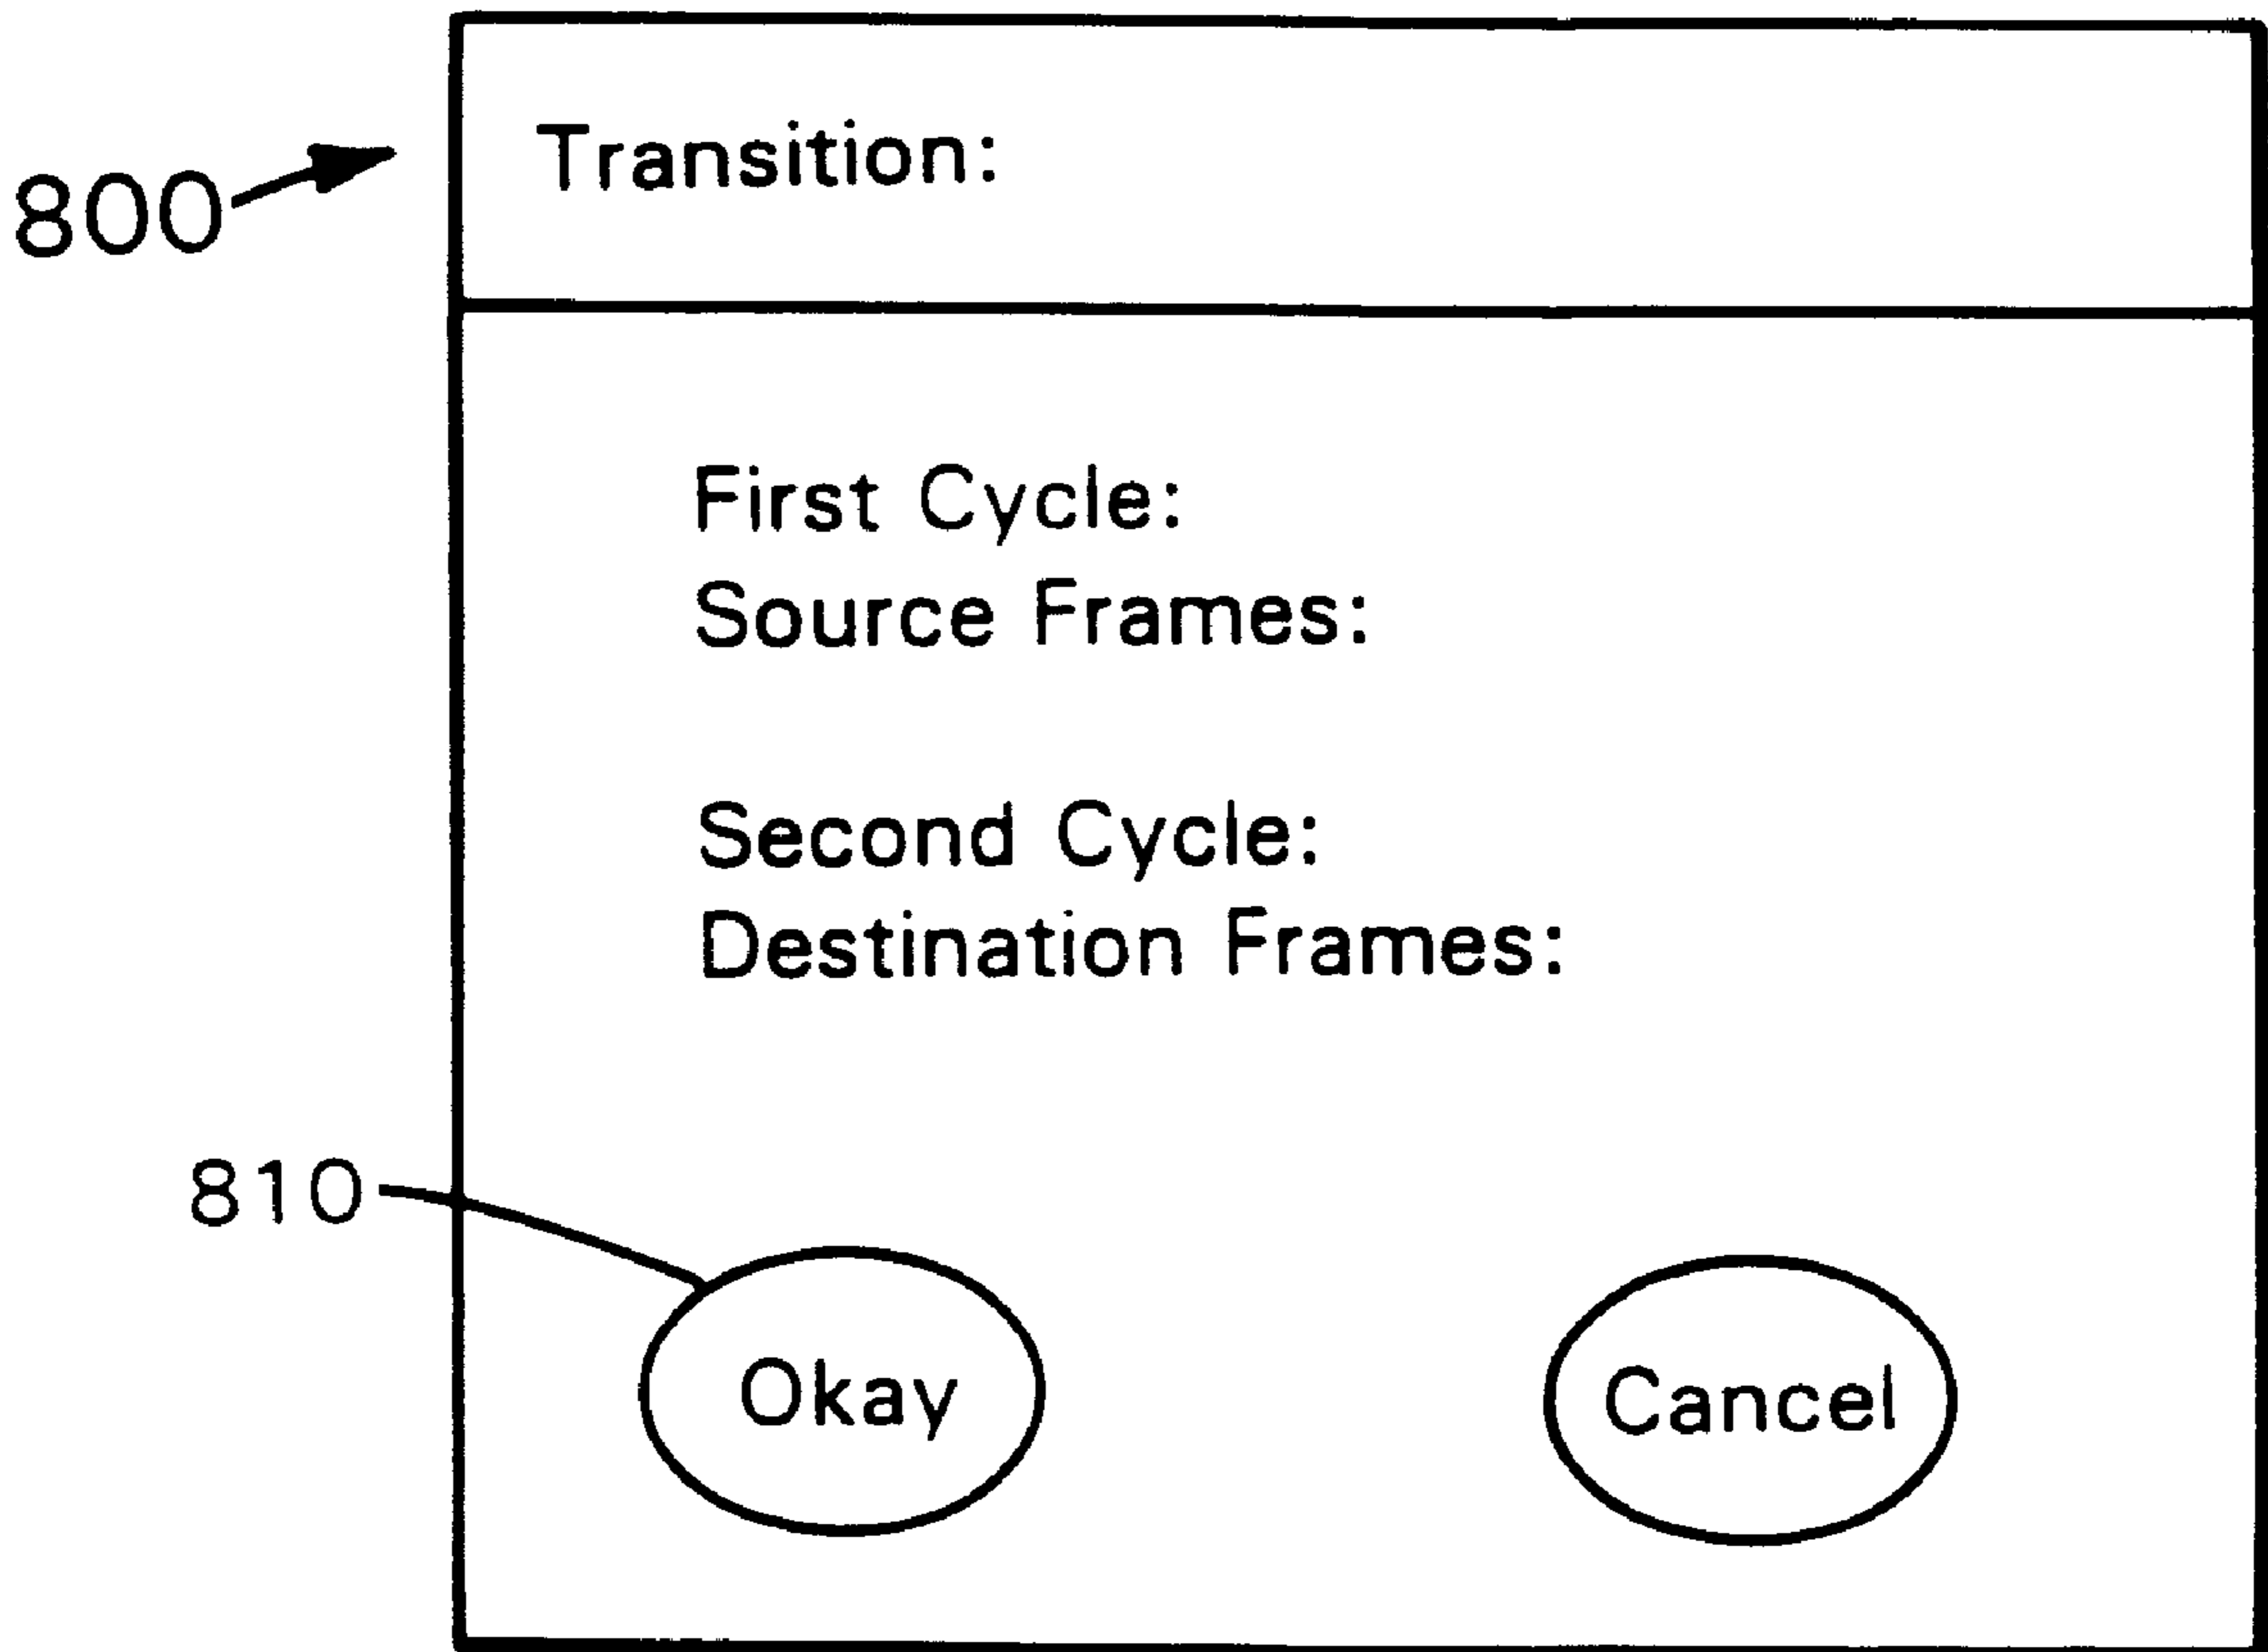 800
Transition:
First Cycle:
Source Frames:
Second Cycle:
Destination Frames:
810
Okay
Cancel